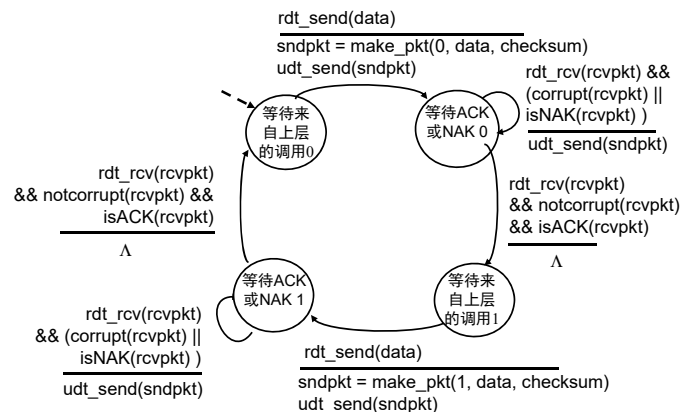 rdt_send(data)
sndpkt = make_pkt(0, data, checksum)
udt_send(sndpkt)
等待来
自上层
的调用0
等待ACK
或NAK 0
rdt_rcv(rcvpkt) &&
(corrupt(rcvpkt) ||
isNAK(rcvpkt) )
udt_send(sndpkt)
rdt_rcv(rcvpkt)
&& notcorrupt(rcvpkt) &&
isACK(rcvpkt)
Λ
rdt_rcv(rcvpkt)
&& notcorrupt(rcvpkt)
&& isACK(rcvpkt)
Λ
等待ACK
或NAK 1
等待来
自上层
的调用1
rdt_rcv(rcvpkt)
&& (corrupt(rcvpkt) ||
isNAK(rcvpkt) )
udt_send(sndpkt)
rdt_send(data)
sndpkt = make_pkt(1, data, checksum)
udt_send(sndpkt)